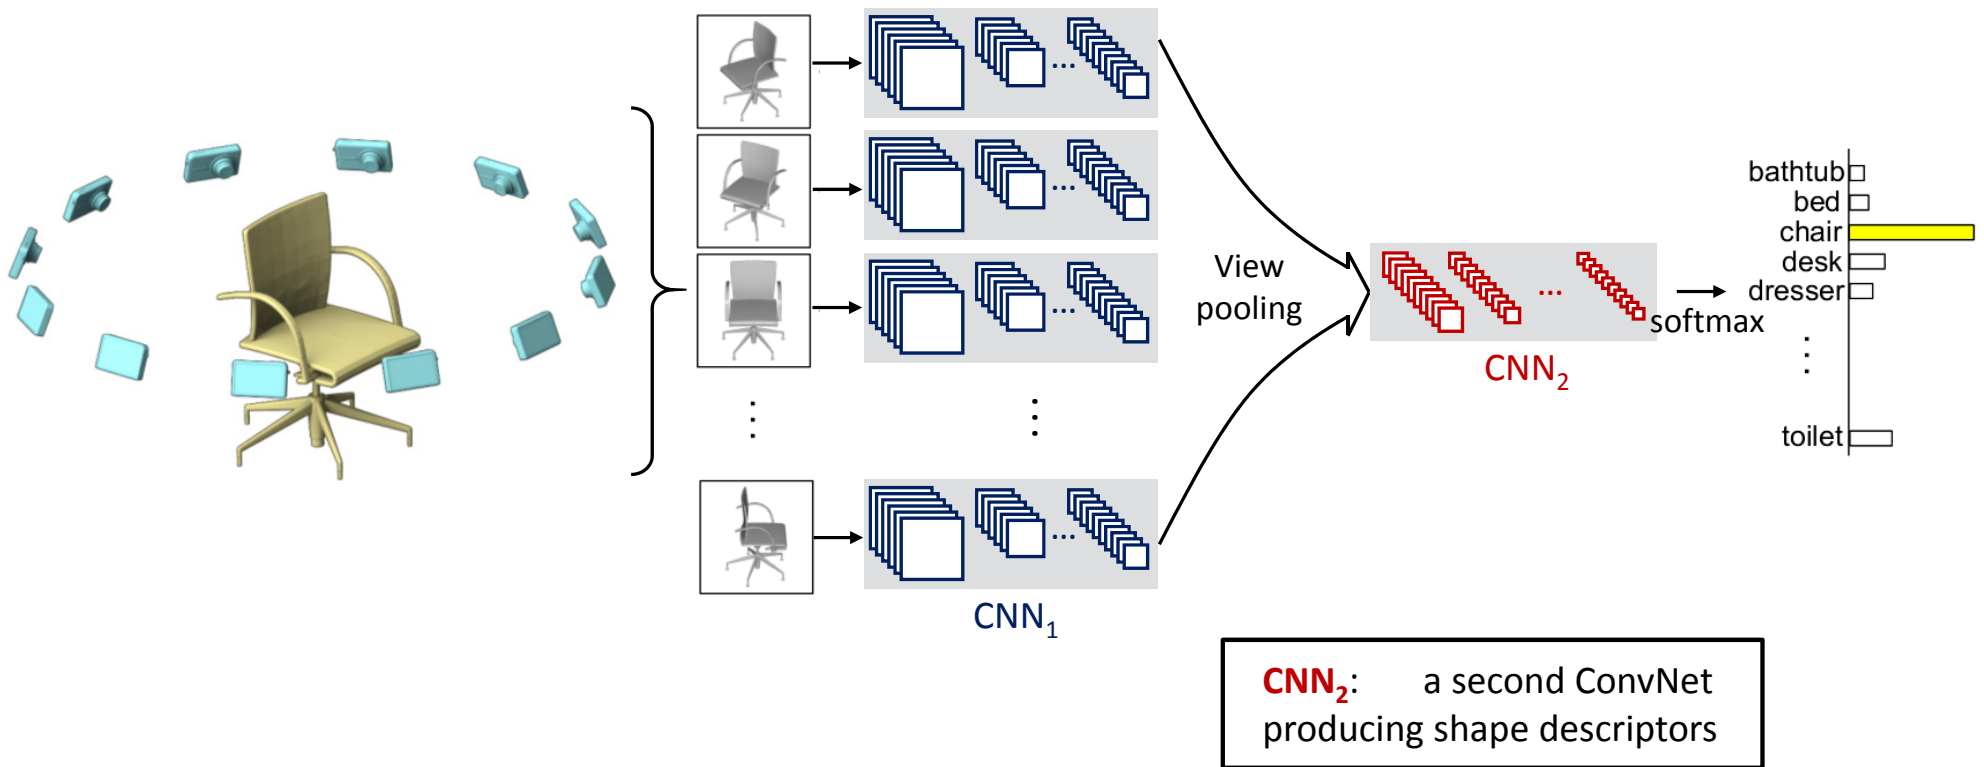 CNN₁
View
pooling
CNN₂
softmax
bathtub
bed
chair
desk
dresser
toilet
CNN₂: a second ConvNet
producing shape descriptors